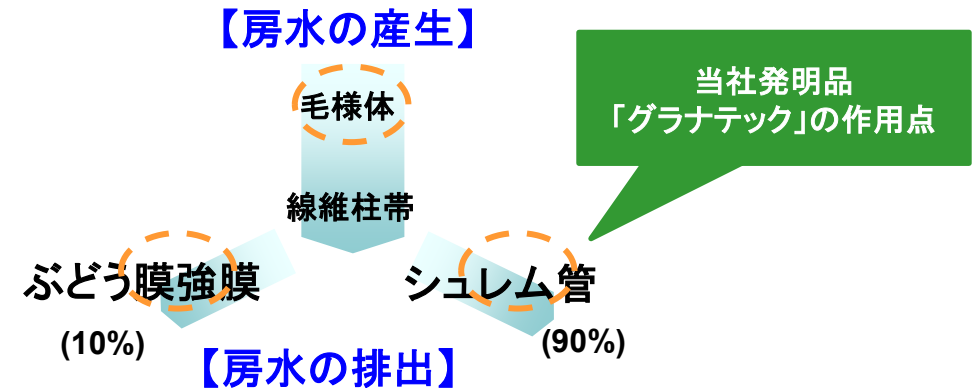 【房水の産生】
当社発明品
「グラナテック」の作用点
毛様体
線維柱帯
ぶどう膜強膜
シュレム管
(10%)
(90%)
【房水の排出】